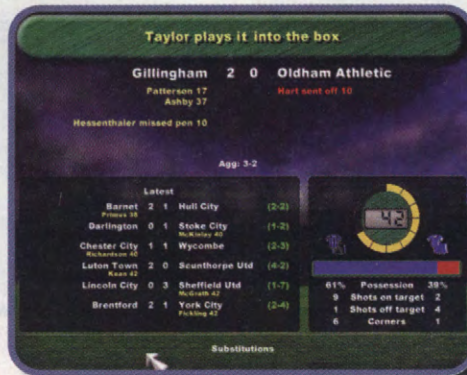 Taylor plays it into the box
Gillingham 2 0 Oldham Athletic
Patterson 17 Hart sent off 10
Ashby 37
Hessenthaler missed pen 10
Agg: 3-2
Latest
Barnet 2 1 Hull City (2-2)
Primus 38
Darlington 0 1 Stoke City (1-2)
McKinlay 40
Chester City 1 1 Wycombe (2-3)
Richardson 40
Luton Town 2 0 Scunthorpe Utd (4-2)
Kean 42
Lincoln City 0 3 Sheffield Utd (1-7)
McGrath 42
Brentford 2 1 York City (2-4)
Pickling 42
42
61% Possession 39%
9 Shots on target 2
1 Shots off target 4
6 Corners 1
Substitutions